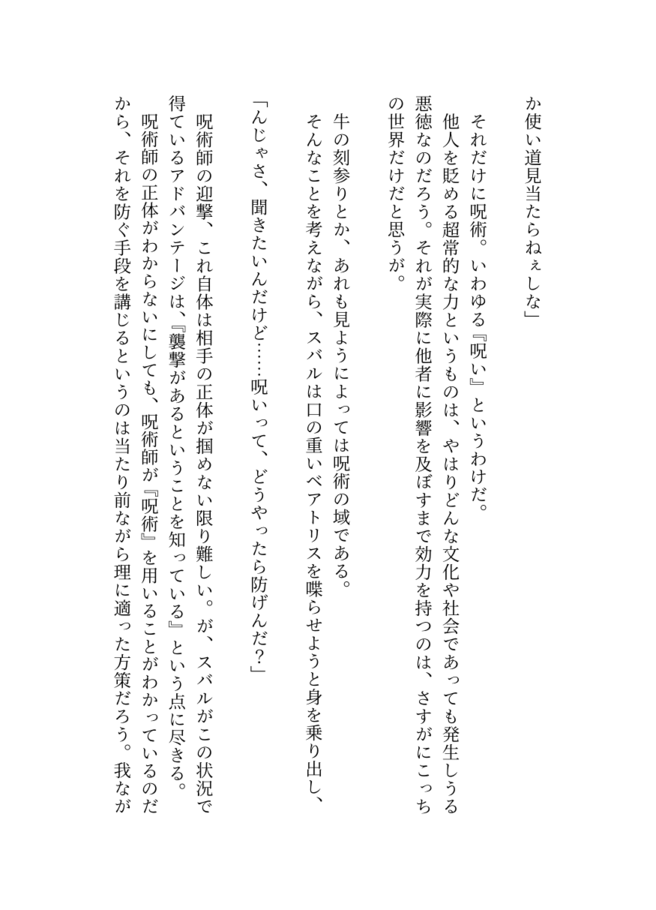 か使い道見当たらねぇしな」
それだけに呪術。いわゆる『呪い』というわけだ。
他人を貶める超常的な力というものは、やはりどんな文化や社会であっても発生しうる
悪徳なのだろう。それが実際に他者に影響を及ぼすまで効力を持つのは、さすがにこっち
の世界だけだと思うが。
牛の刻参りとか、あれも見ようによっては呪術の域である。
そんなことを考えながら、スバルは口の重いベアトリスを喋らせようと身を乗り出し、
「んじゃさ、聞きたいんだけど……呪いって、どうやったら防げんだ？」
呪術師の迎撃、これ自体は相手の正体が掴めない限り難しい。が、スバルがこの状況で
得ているアドバンテージは、『襲撃があるということを知っている』という点に尽きる。
呪術師の正体がわからないにしても、呪術師が『呪術』を用いることがわかっているのだ
から、それを防ぐ手段を講じるというのは当たり前ながら理に適った方策だろう。我なが